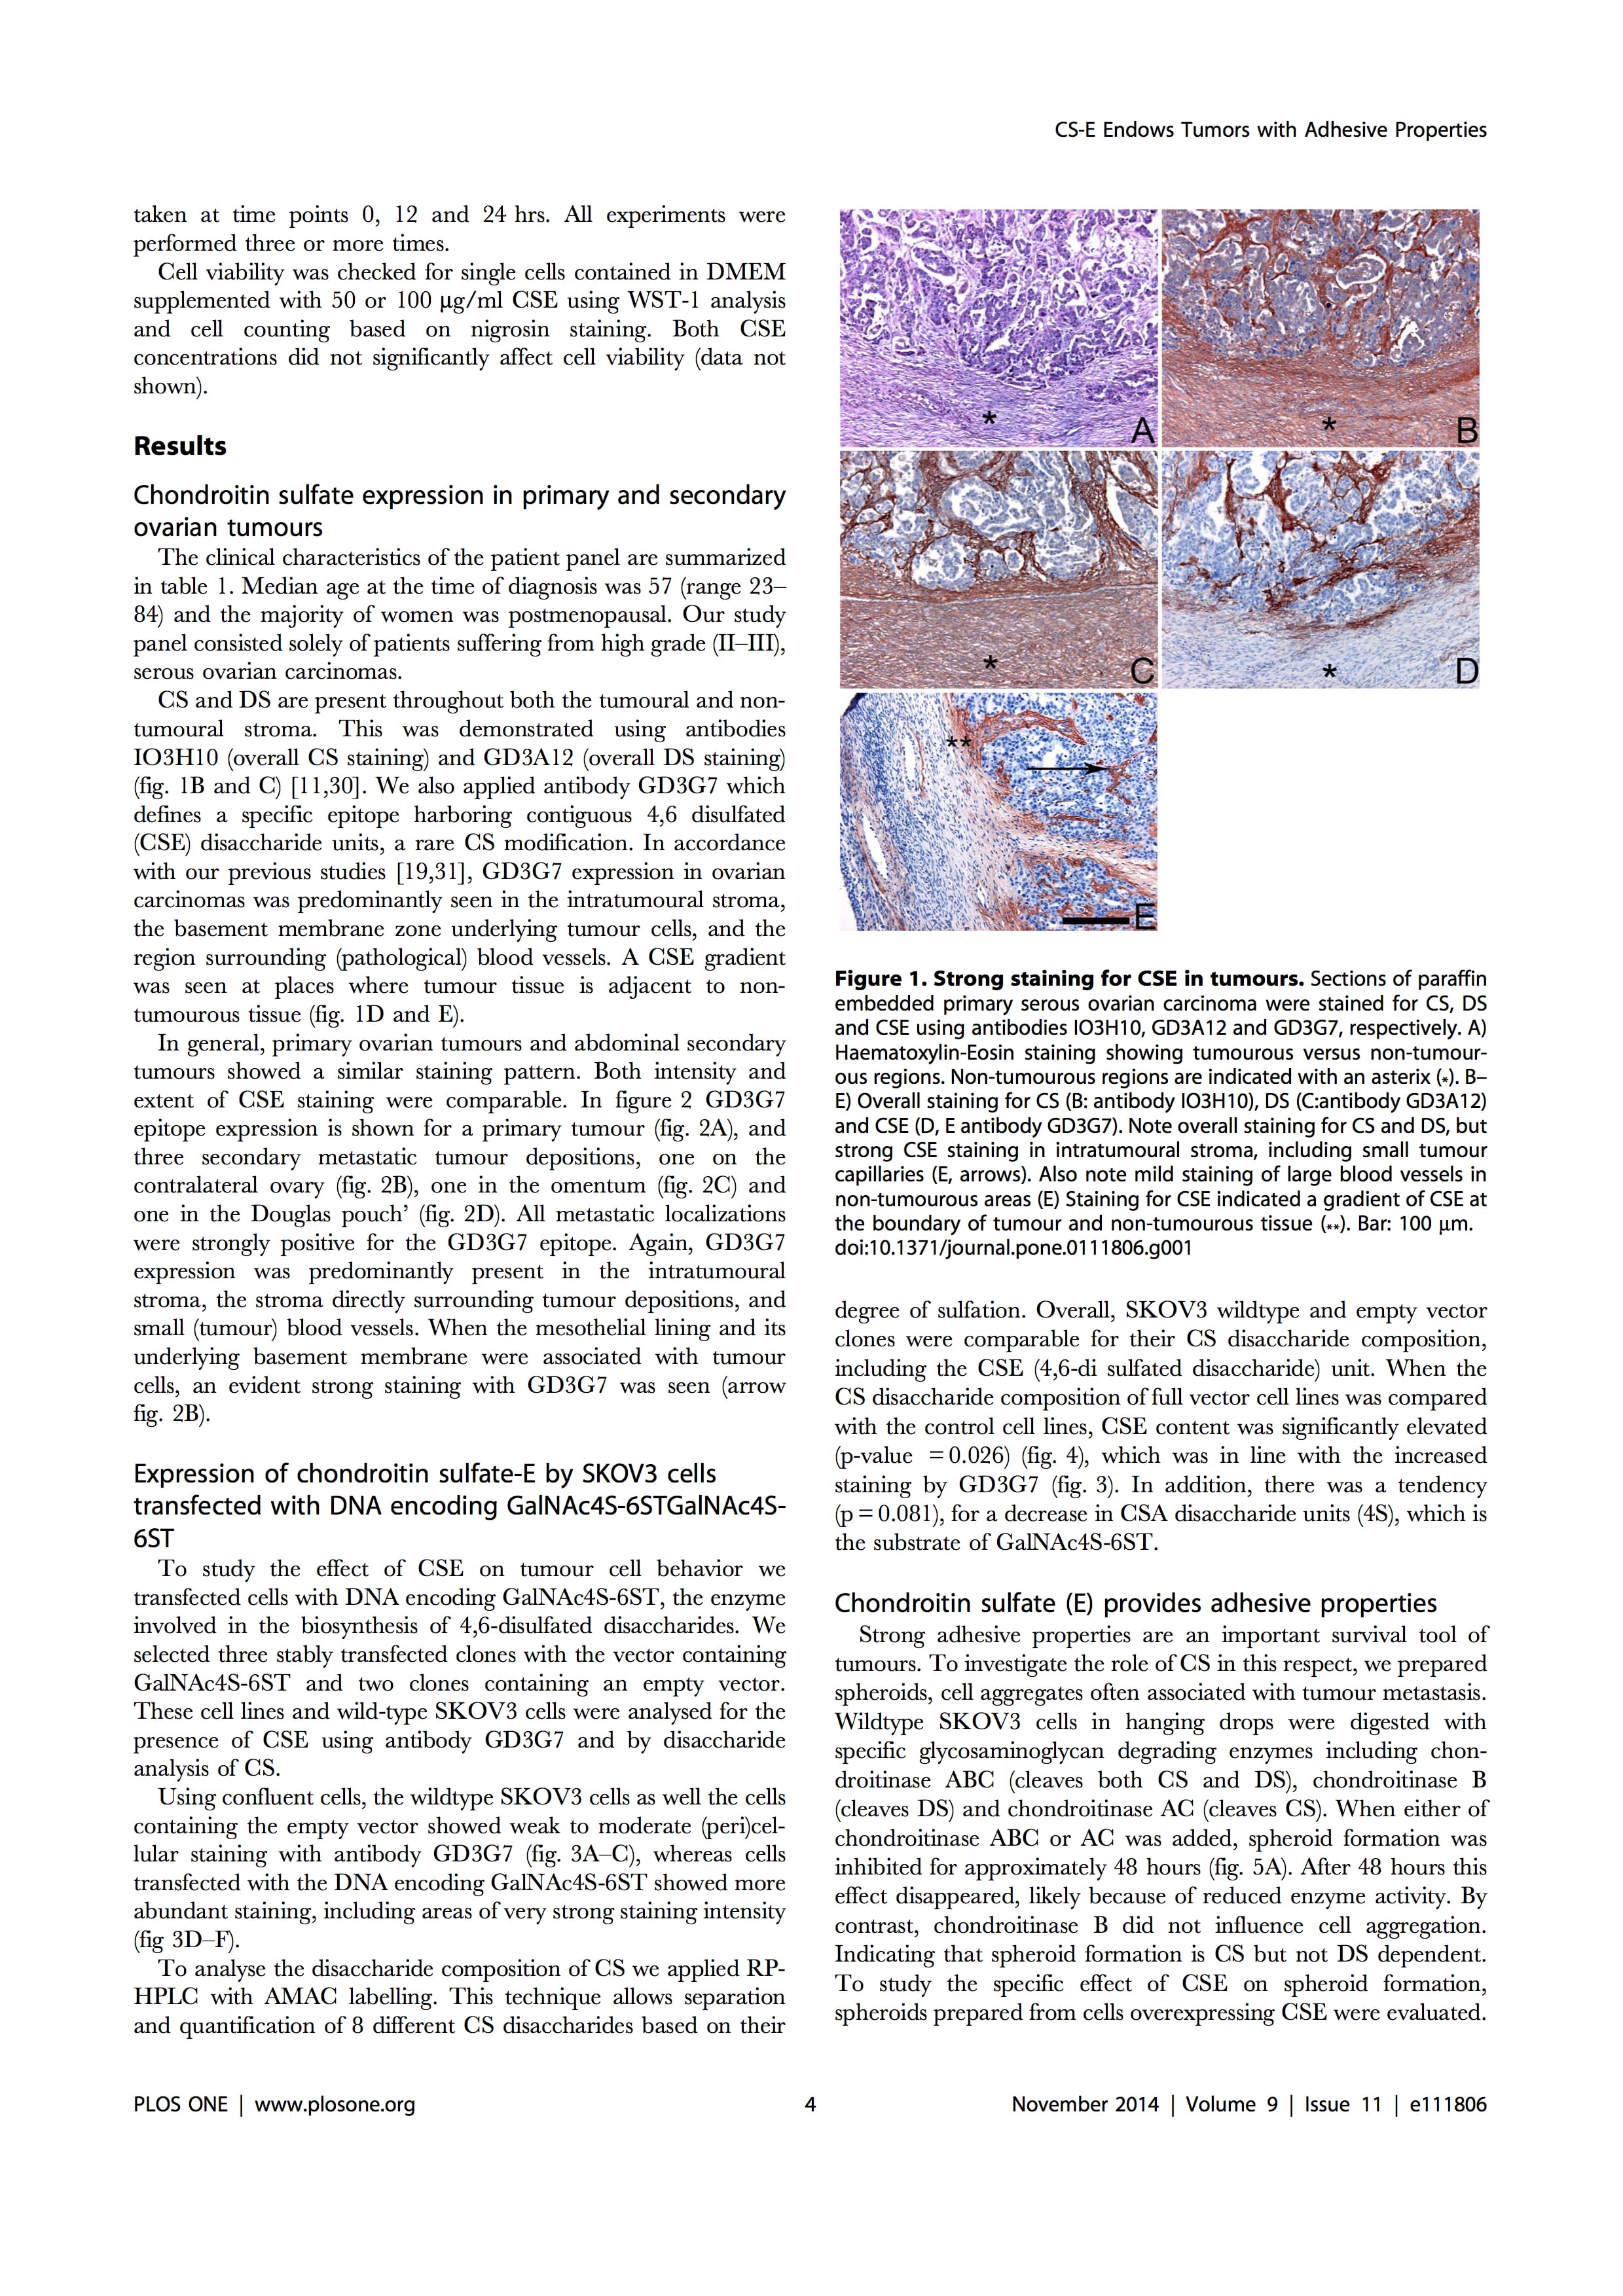 CS-E Endows Tumors with Adhesive Properties
taken at time points 0, 12 and 24 hrs. All experiments were
performed three or more times.
Cell viability was checked for single cells contained in DMEM
supplemented with 50 or 100 μg/ml CSE using WST-1 analysis
and cell counting based on nigrosin staining. Both CSE
concentrations did not significantly affect cell viability (data not
shown).
Results
Chondroitin sulfate expression in primary and secondary
ovarian tumours
The clinical characteristics of the patient panel are summarized
in table 1. Median age at the time of diagnosis was 57 (range 23–
84) and the majority of women was postmenopausal. Our study
panel consisted solely of patients suffering from high grade (II–III),
serous ovarian carcinomas.
CS and DS are present throughout both the tumoural and non-
tumoural stroma. This was demonstrated using antibodies
IO3H10 (overall CS staining) and GD3A12 (overall DS staining)
(fig. 1B and C) [11,30]. We also applied antibody GD3G7 which
defines a specific epitope harboring contiguous 4,6 disulfated
(CSE) disaccharide units, a rare CS modification. In accordance
with our previous studies [19,31], GD3G7 expression in ovarian
carcinomas was predominantly seen in the intratumoural stroma,
the basement membrane zone underlying tumour cells, and the
region surrounding (pathological) blood vessels. A CSE gradient
was seen at places where tumour tissue is adjacent to non-
tumourous tissue (fig. 1D and E).
In general, primary ovarian tumours and abdominal secondary
tumours showed a similar staining pattern. Both intensity and
extent of CSE staining were comparable. In figure 2 GD3G7
epitope expression is shown for a primary tumour (fig. 2A), and
three secondary metastatic tumour depositions, one on the
contralateral ovary (fig. 2B), one in the omentum (fig. 2C) and
one in the Douglas pouch’ (fig. 2D). All metastatic localizations
were strongly positive for the GD3G7 epitope. Again, GD3G7
expression was predominantly present in the intratumoural
stroma, the stroma directly surrounding tumour depositions, and
small (tumour) blood vessels. When the mesothelial lining and its
underlying basement membrane were associated with tumour
cells, an evident strong staining with GD3G7 was seen (arrow
fig. 2B).
Expression of chondroitin sulfate-E by SKOV3 cells
transfected with DNA encoding GalNAc4S-6STGalNAc4S-
6ST
To study the effect of CSE on tumour cell behavior we
transfected cells with DNA encoding GalNAc4S-6ST, the enzyme
involved in the biosynthesis of 4,6-disulfated disaccharides. We
selected three stably transfected clones with the vector containing
GalNAc4S-6ST and two clones containing an empty vector.
These cell lines and wild-type SKOV3 cells were analysed for the
presence of CSE using antibody GD3G7 and by disaccharide
analysis of CS.
Using confluent cells, the wildtype SKOV3 cells as well the cells
containing the empty vector showed weak to moderate (peri)cel-
lular staining with antibody GD3G7 (fig. 3A–C), whereas cells
transfected with the DNA encoding GalNAc4S-6ST showed more
abundant staining, including areas of very strong staining intensity
(fig 3D–F).
To analyse the disaccharide composition of CS we applied RP-
HPLC with AMAC labelling. This technique allows separation
and quantification of 8 different CS disaccharides based on their
* A
* B
* C
* D
** E
Figure 1. Strong staining for CSE in tumours. Sections of paraffin
embedded primary serous ovarian carcinoma were stained for CS, DS
and CSE using antibodies IO3H10, GD3A12 and GD3G7, respectively. A)
Haematoxylin-Eosin staining showing tumourous versus non-tumour-
ous regions. Non-tumourous regions are indicated with an asterix (*). B–
E) Overall staining for CS (B: antibody IO3H10), DS (C:antibody GD3A12)
and CSE (D, E antibody GD3G7). Note overall staining for CS and DS, but
strong CSE staining in intratumoural stroma, including small tumour
capillaries (E, arrows). Also note mild staining of large blood vessels in
non-tumourous areas (E) Staining for CSE indicated a gradient of CSE at
the boundary of tumour and non-tumourous tissue (**). Bar: 100 μm.
doi:10.1371/journal.pone.0111806.g001
degree of sulfation. Overall, SKOV3 wildtype and empty vector
clones were comparable for their CS disaccharide composition,
including the CSE (4,6-di sulfated disaccharide) unit. When the
CS disaccharide composition of full vector cell lines was compared
with the control cell lines, CSE content was significantly elevated
(p-value = 0.026) (fig. 4), which was in line with the increased
staining by GD3G7 (fig. 3). In addition, there was a tendency
(p = 0.081), for a decrease in CSA disaccharide units (4S), which is
the substrate of GalNAc4S-6ST.
Chondroitin sulfate (E) provides adhesive properties
Strong adhesive properties are an important survival tool of
tumours. To investigate the role of CS in this respect, we prepared
spheroids, cell aggregates often associated with tumour metastasis.
Wildtype SKOV3 cells in hanging drops were digested with
specific glycosaminoglycan degrading enzymes including chon-
droitinase ABC (cleaves both CS and DS), chondroitinase B
(cleaves DS) and chondroitinase AC (cleaves CS). When either of
chondroitinase ABC or AC was added, spheroid formation was
inhibited for approximately 48 hours (fig. 5A). After 48 hours this
effect disappeared, likely because of reduced enzyme activity. By
contrast, chondroitinase B did not influence cell aggregation.
Indicating that spheroid formation is CS but not DS dependent.
To study the specific effect of CSE on spheroid formation,
spheroids prepared from cells overexpressing CSE were evaluated.
PLOS ONE | www.plosone.org
4
November 2014 | Volume 9 | Issue 11 | e111806